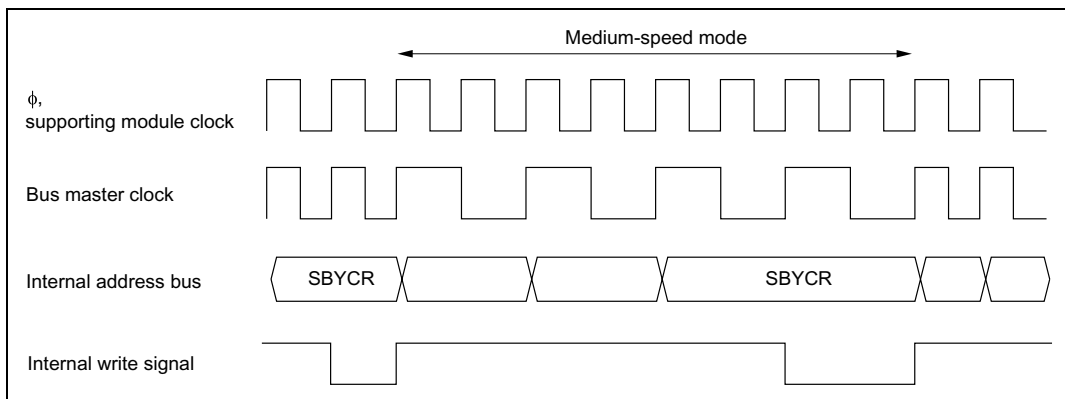 Medium-speed mode
ϕ,
supporting module clock
Bus master clock
Internal address bus
SBYCR
SBYCR
Internal write signal